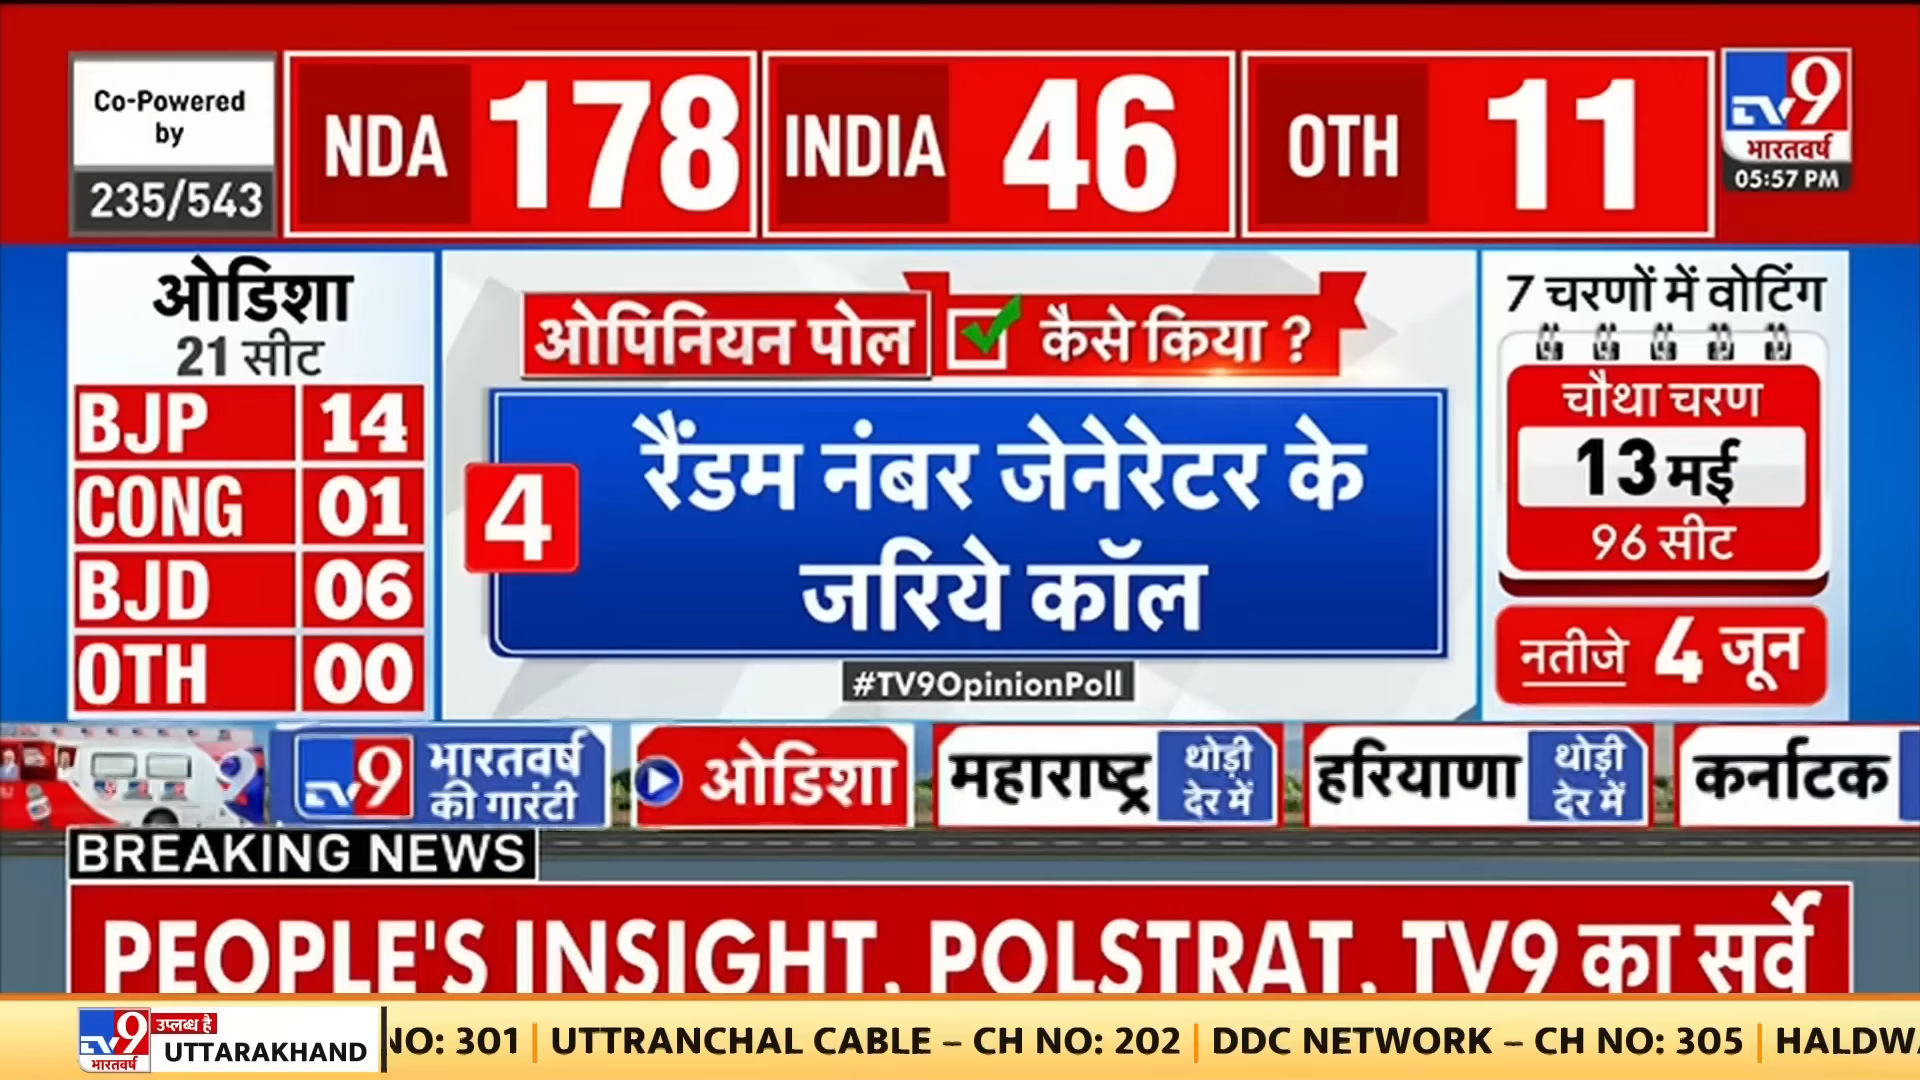 Co-Powered
by
235/543
NDA 178
INDIA 46
OTH 11
TV9
भारतवर्ष
05:57 PM
ओडिशा
21 सीट
BJP 14
CONG 01
BJD 06
OTH 00
ओपिनियन पोल कैसे किया ?
4
रैंडम नंबर जेनेरेटर के
जरिये कॉल
#TV9OpinionPoll
7 चरणों में वोटिंग
चौथा चरण
13 मई
96 सीट
नतीजे 4 जून
TV9 भारतवर्ष
की गारंटी
ओडिशा
महाराष्ट्र थोड़ी
देर में
हरियाणा थोड़ी
देर में
कर्नाटक
BREAKING NEWS
PEOPLE'S INSIGHT, POLSTRAT, TV9 का सर्वे
TV9
भारतवर्ष
उप्लब्ध है
UTTARAKHAND
NO: 301 | UTTRANCHAL CABLE – CH NO: 202 | DDC NETWORK – CH NO: 305 | HALDWA